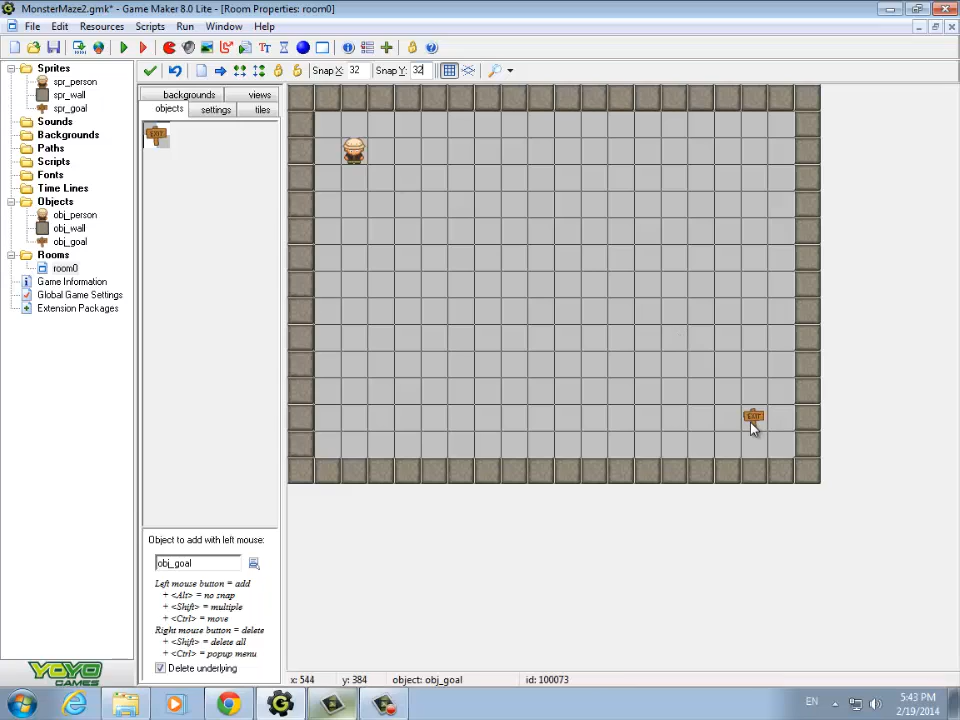 MonsterMaze2.gmk* - Game Maker 8.0 Lite - [Room Properties: room0]
File Edit Resources Scripts Run Window Help
Snap X: 32 Snap Y: 32
Sprites
spr_person
spr_wall
spr_goal
Sounds
Backgrounds
Paths
Scripts
Fonts
Time Lines
Objects
obj_person
obj_wall
obj_goal
Rooms
room0
Game Information
Global Game Settings
Extension Packages
YOYO
GAMES
backgrounds views
objects settings tiles
EXIT
Object to add with left mouse:
obj_goal
Left mouse button = add
+ <Alt> = no snap
+ <Shift> = multiple
+ <Ctrl> = move
Right mouse button = delete
+ <Shift> = delete all
+ <Ctrl> = popup menu
Delete underlying
EXIT
x: 544 y: 384 object: obj_goal id: 100073
EN
5:43 PM
2/19/2014